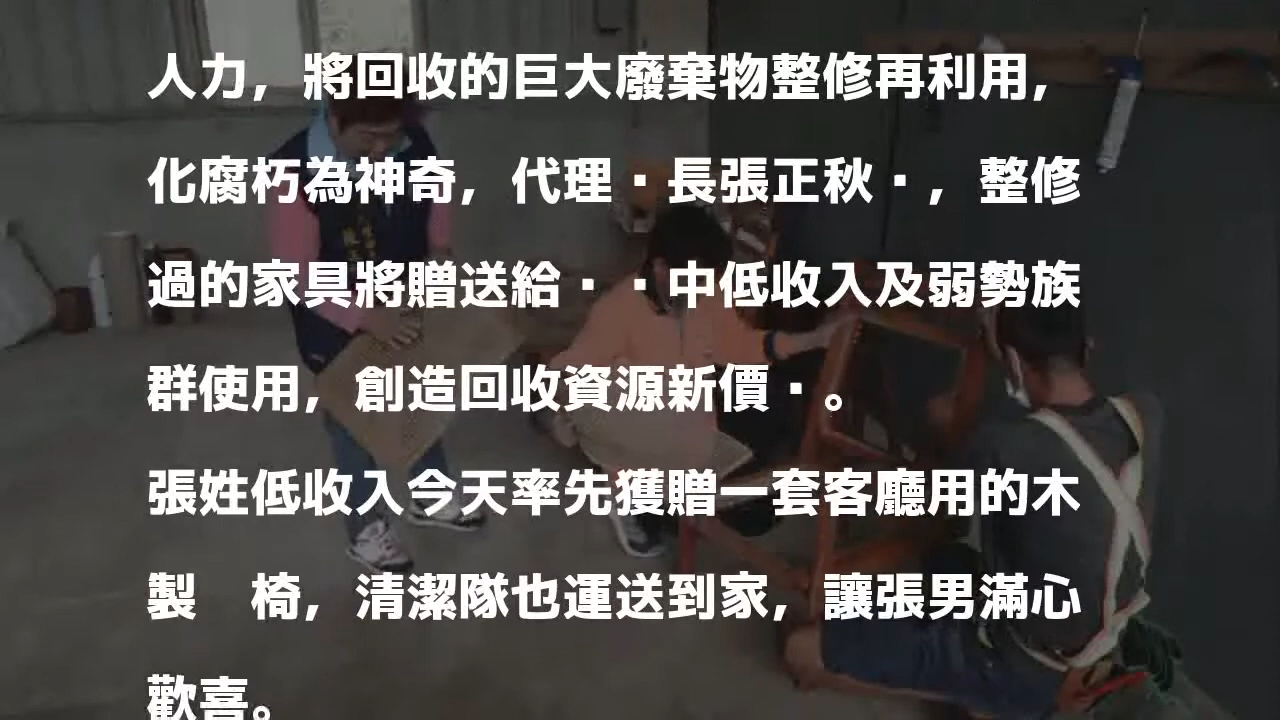 人力，將回收的巨大廢棄物整修再利用，
化腐朽為神奇，代理▪長張正秋▪，整修
過的家具將贈送給▪▪中低收入及弱勢族
群使用，創造回收資源新價▪。
張姓低收入今天率先獲贈一套客廳用的木
製　椅，清潔隊也運送到家，讓張男滿心
歡喜。